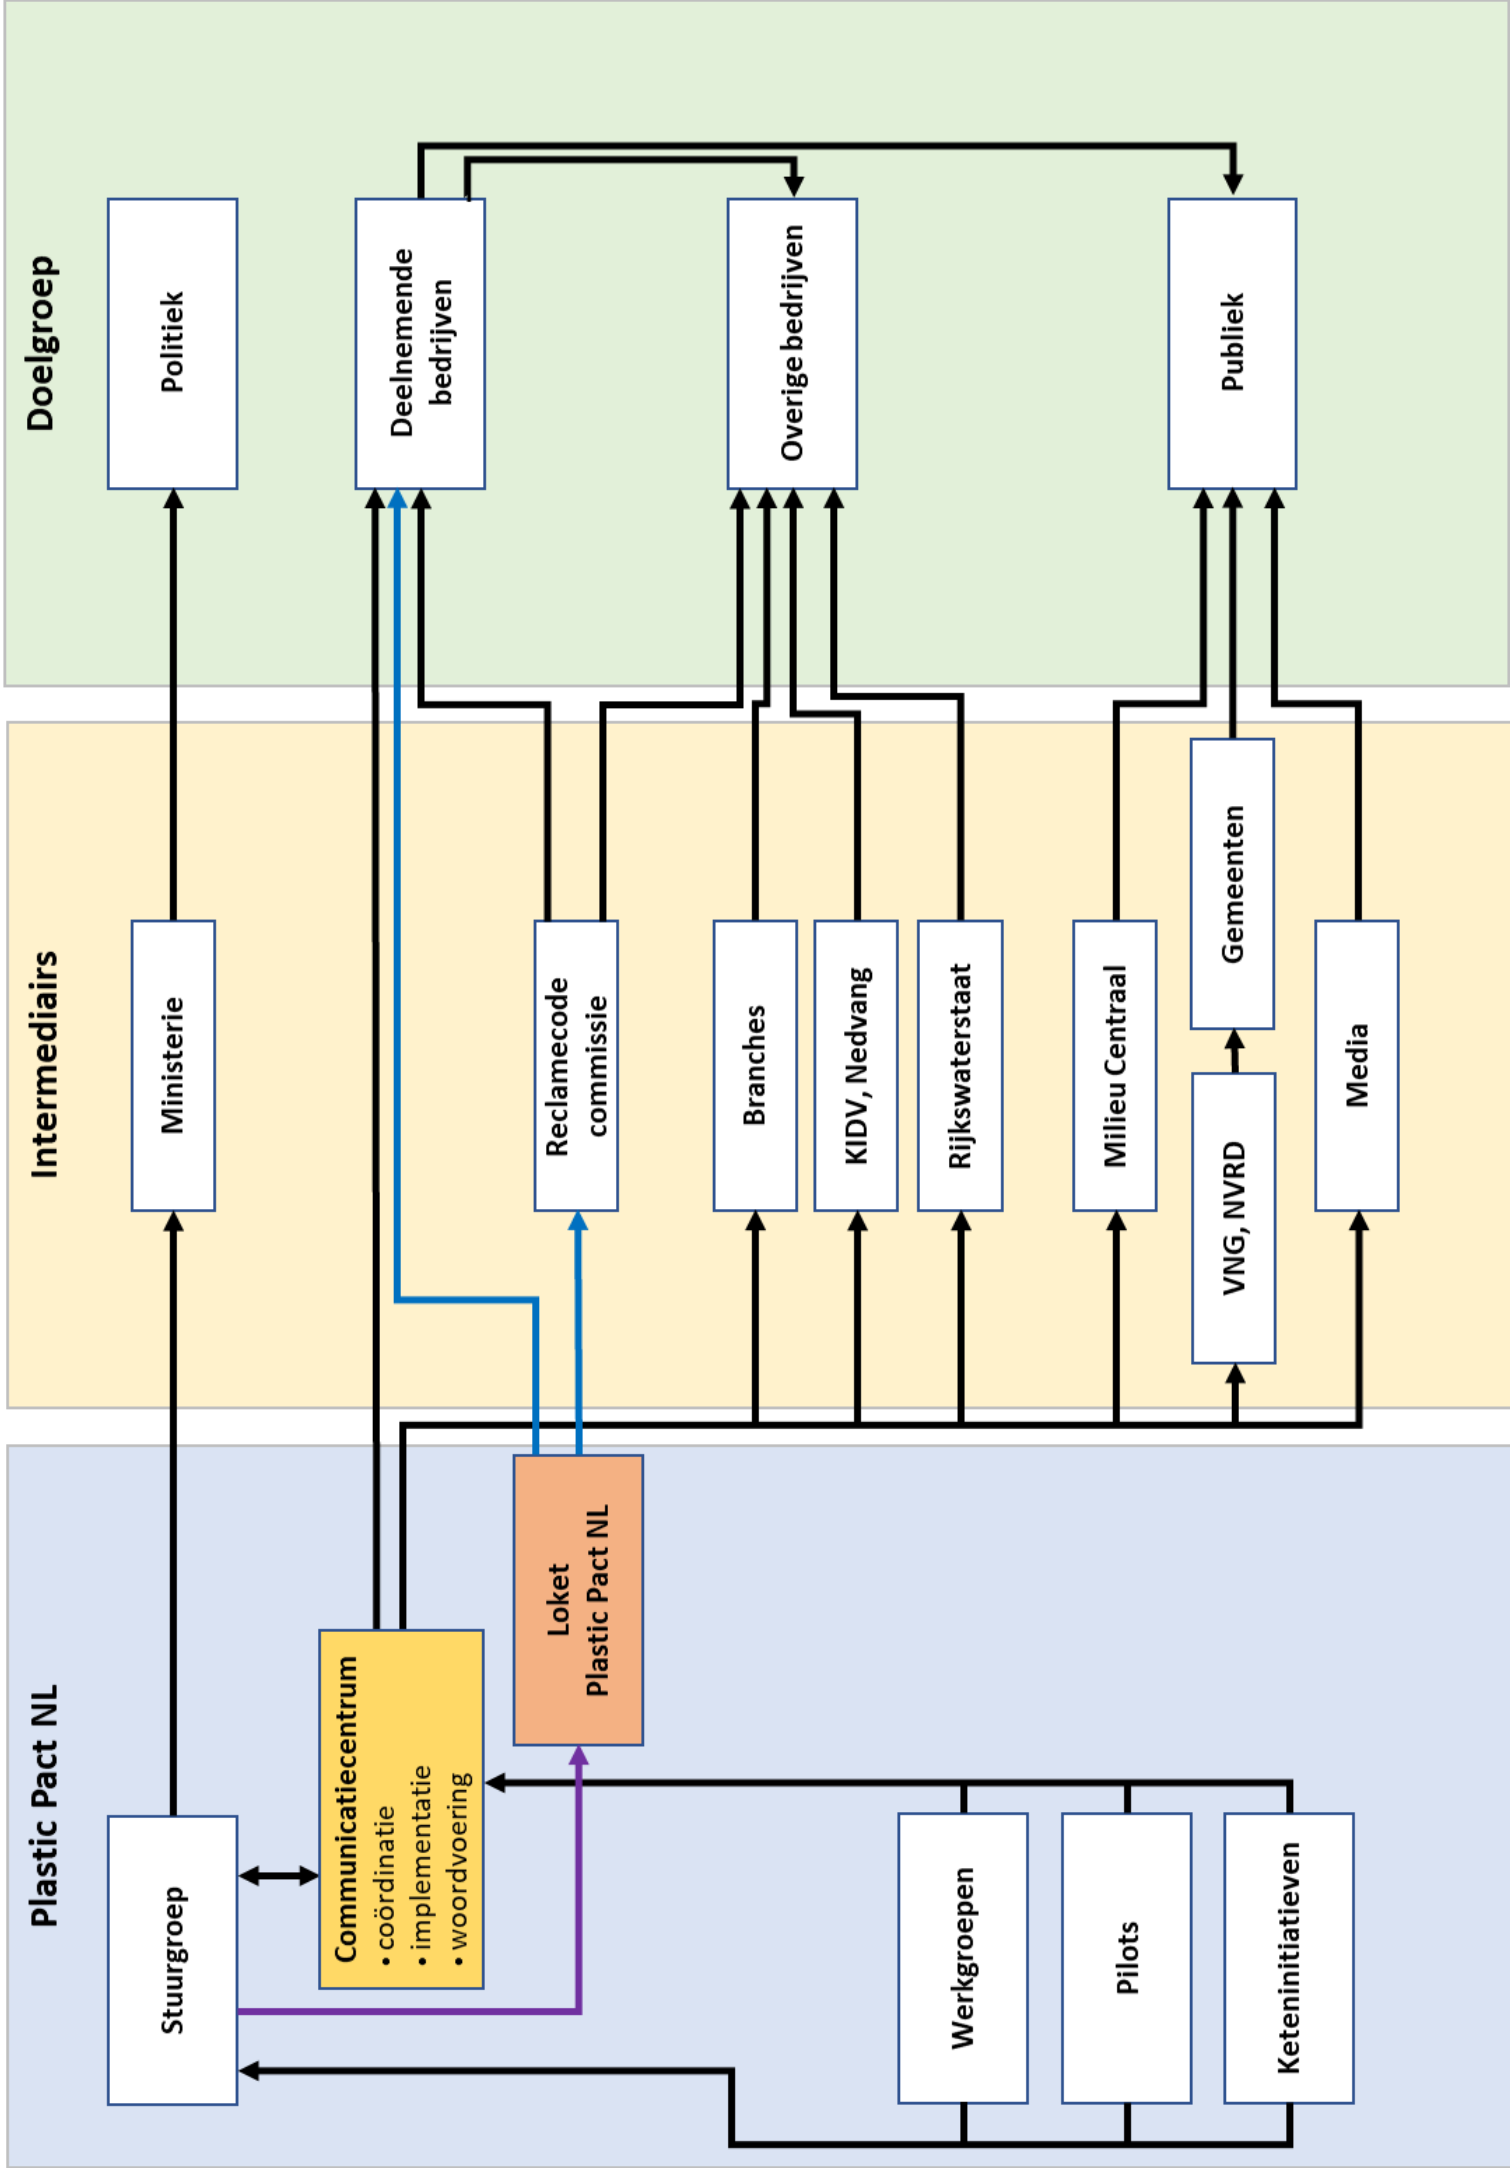 Plastic Pact NL
Stuurgroep
Communicatiecentrum
• coördinatie
• implementatie
• woordvoering
Loket
Plastic Pact NL
Werkgroepen
Pilots
Keteninitiatieven
Intermediairs
Ministerie
Reclamecode
commissie
Branches
KIDV, Nedvang
Rijkswaterstaat
Milieu Centraal
VNG, NVRD
Gemeenten
Media
Doelgroep
Politiek
Deelnemende
bedrijven
Overige bedrijven
Publiek